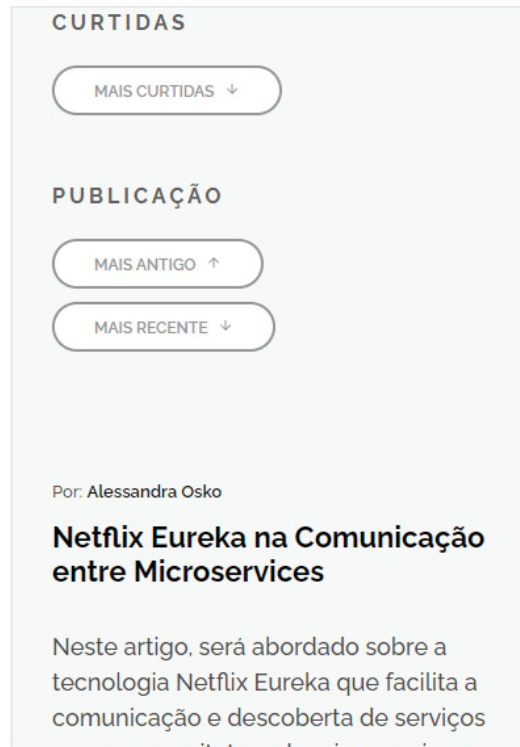 CURTIDAS
MAIS CURTIDAS ↓
PUBLICAÇÃO
MAIS ANTIGO ↑
MAIS RECENTE ↓
Por: Alessandra Osko
Netflix Eureka na Comunicação
entre Microservices
Neste artigo, será abordado sobre a
tecnologia Netflix Eureka que facilita a
comunicação e descoberta de serviços